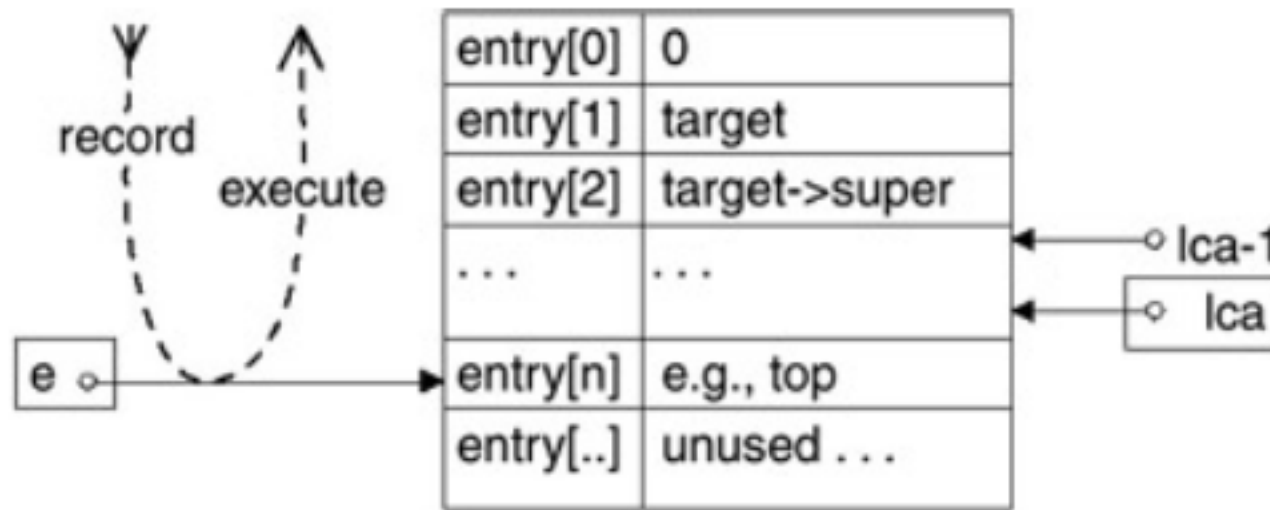 entry[0] 0
record entry[1] target
execute entry[2] target->super
. . . . . . lca-1
lca
e entry[n] e.g., top
entry[..] unused . . .